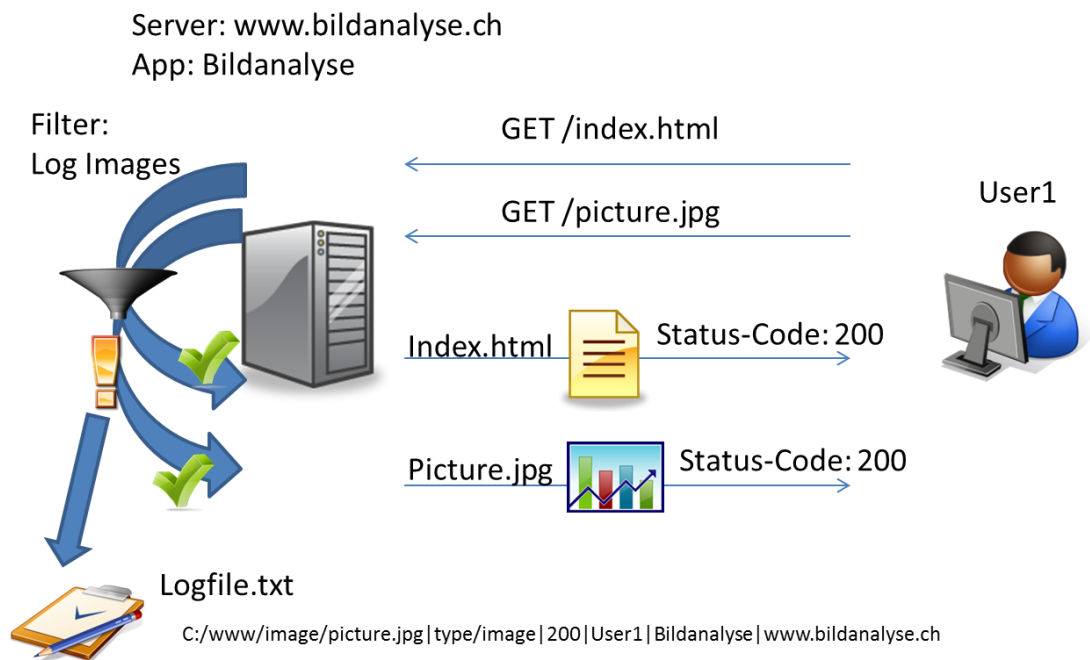 Server: www.bildanalyse.ch
App: Bildanalyse
Filter:
Log Images
GET /index.html
GET /picture.jpg
User1
Index.html
Status-Code: 200
Picture.jpg
Status-Code: 200
Logfile.txt
C:/www/image/picture.jpg|type/image|200|User1|Bildanalyse|www.bildanalyse.ch